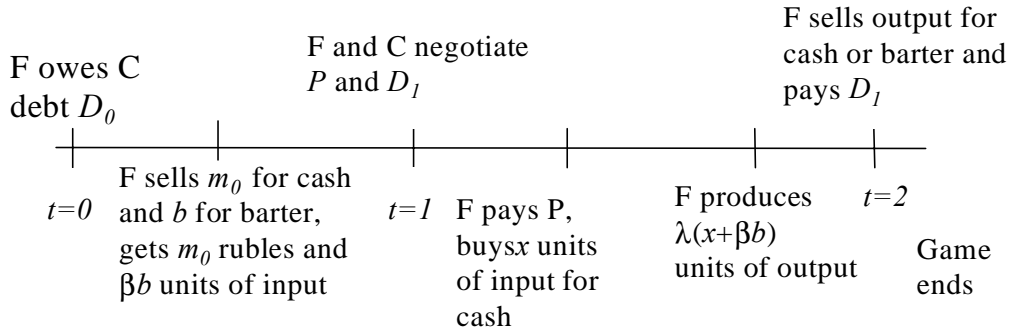 F owes C
debt D0
F and C negotiate
P and D1
F sells output for
cash or barter and
pays D1
t=0
F sells m0 for cash
and b for barter,
gets m0 rubles and
βb units of input
t=1
F pays P,
buysx units
of input for
cash
F produces
λ(x+βb)
units of output
t=2
Game
ends